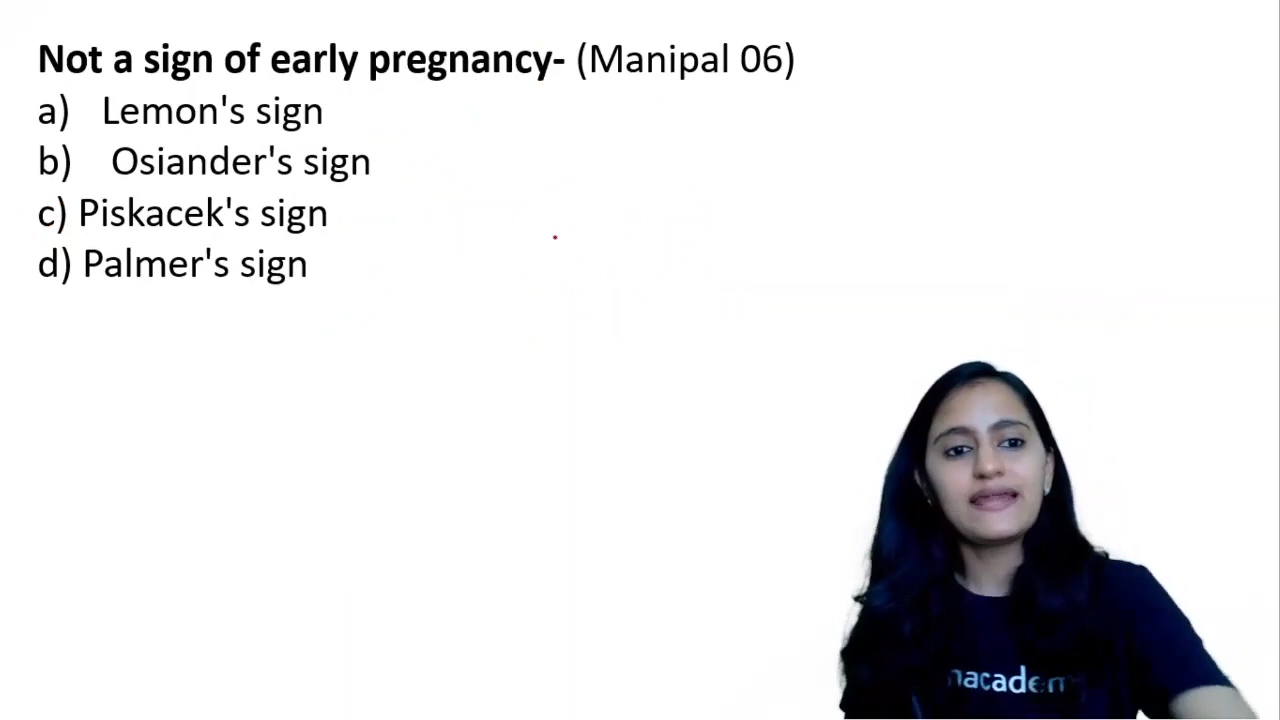 Not a sign of early pregnancy- (Manipal 06)
a) Lemon's sign
b) Osiander's sign
c) Piskacek's sign
d) Palmer's sign
nacadem